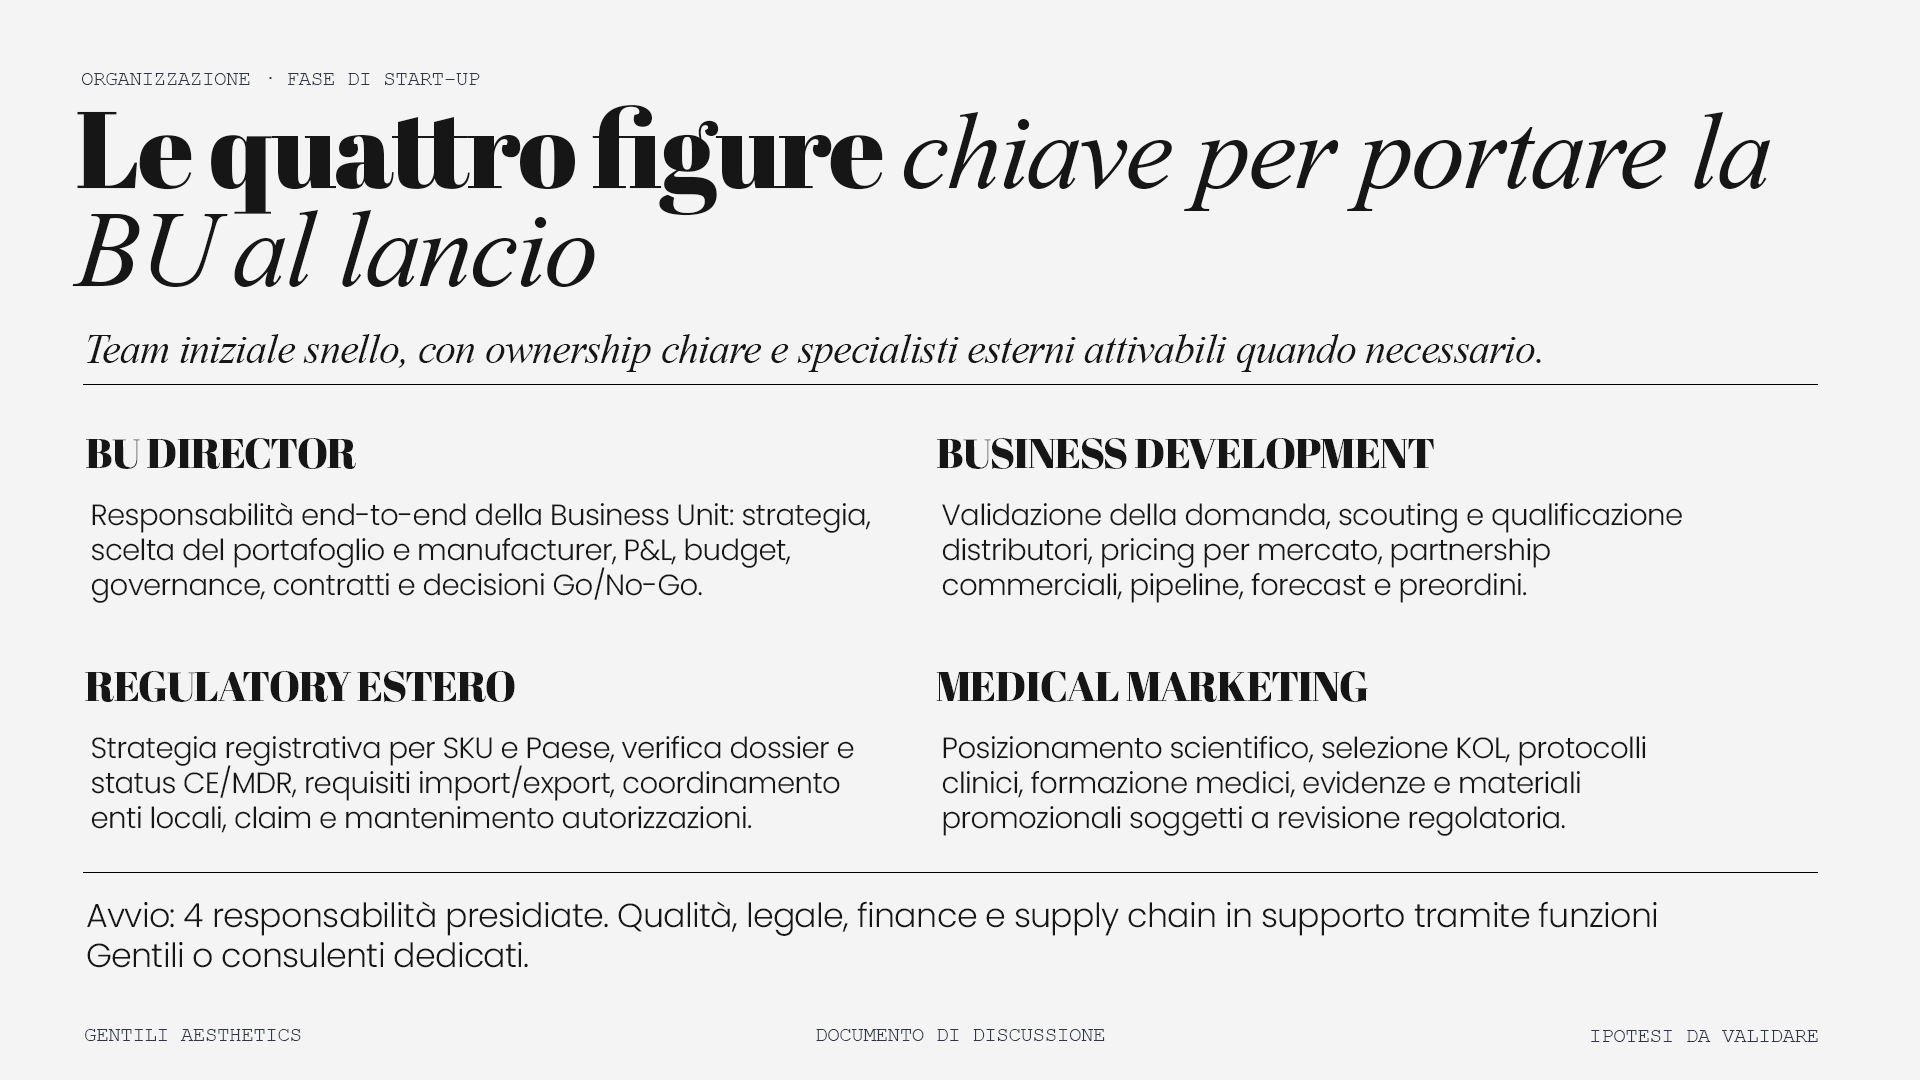 ORGANIZZAZIONE · FASE DI START-UP
Le quattro figure chiave per portare la
BU al lancio
Team iniziale snello, con ownership chiare e specialisti esterni attivabili quando necessario.
BU DIRECTOR
Responsabilità end-to-end della Business Unit: strategia,
scelta del portafoglio e manufacturer, P&L, budget,
governance, contratti e decisioni Go/No-Go.
BUSINESS DEVELOPMENT
Validazione della domanda, scouting e qualificazione
distributori, pricing per mercato, partnership
commerciali, pipeline, forecast e preordini.
REGULATORY ESTERO
Strategia registrativa per SKU e Paese, verifica dossier e
status CE/MDR, requisiti import/export, coordinamento
enti locali, claim e mantenimento autorizzazioni.
MEDICAL MARKETING
Posizionamento scientifico, selezione KOL, protocolli
clinici, formazione medici, evidenze e materiali
promozionali soggetti a revisione regolatoria.
Avvio: 4 responsabilità presidiate. Qualità, legale, finance e supply chain in supporto tramite funzioni
Gentili o consulenti dedicati.
GENTILI AESTHETICS
DOCUMENTO DI DISCUSSIONE
IPOTESI DA VALIDARE